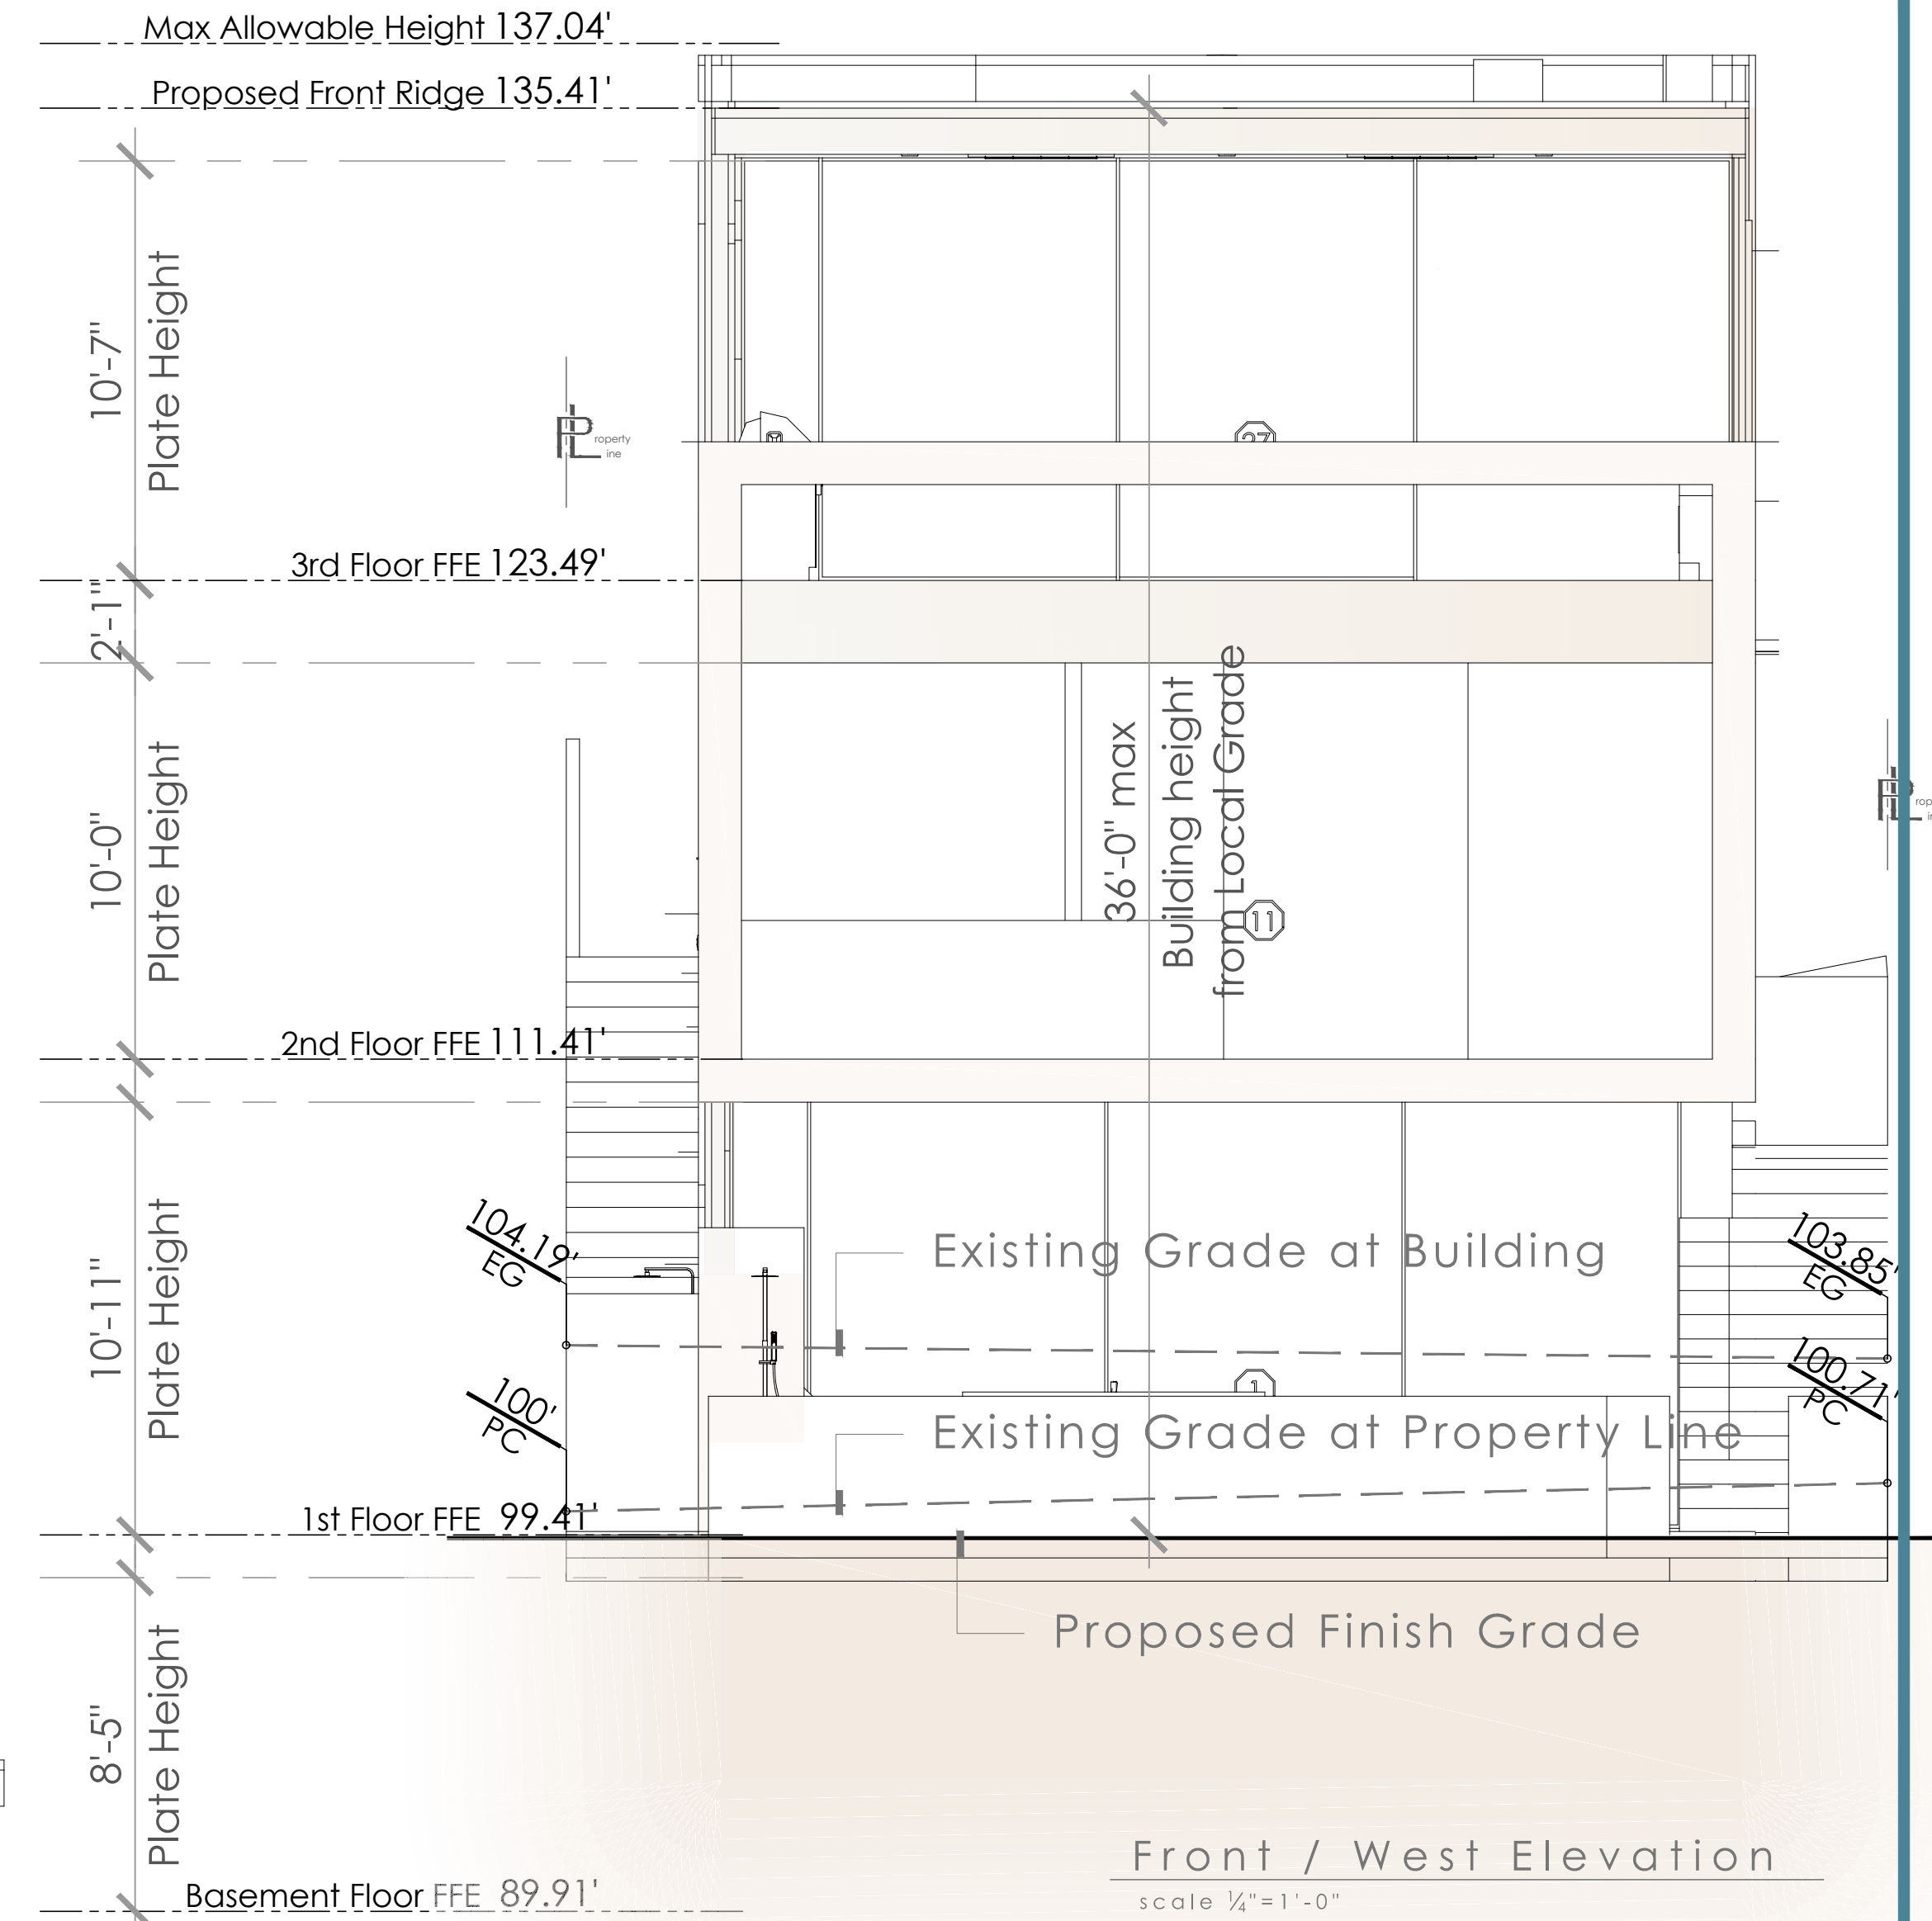 Max Allowable Height 137.04'
Proposed Front Ridge 135.41'
10'-7"
Plate Height
PL
roperty
ine
27
3rd Floor FFE 123.49'
2'-1"
10'-0"
Plate Height
36'-0" max
Building height
from Local Grade
11
2nd Floor FFE 111.41'
10'-11"
Plate Height
104.19'
EG
103.85'
EG
Existing Grade at Building
1
100'
PC
100.71'
PC
Existing Grade at Property Line
1st Floor FFE 99.41'
Proposed Finish Grade
8'-5"
Plate Height
Basement Floor FFE 89.91'
Front / West Elevation
scale ¼"=1'-0"